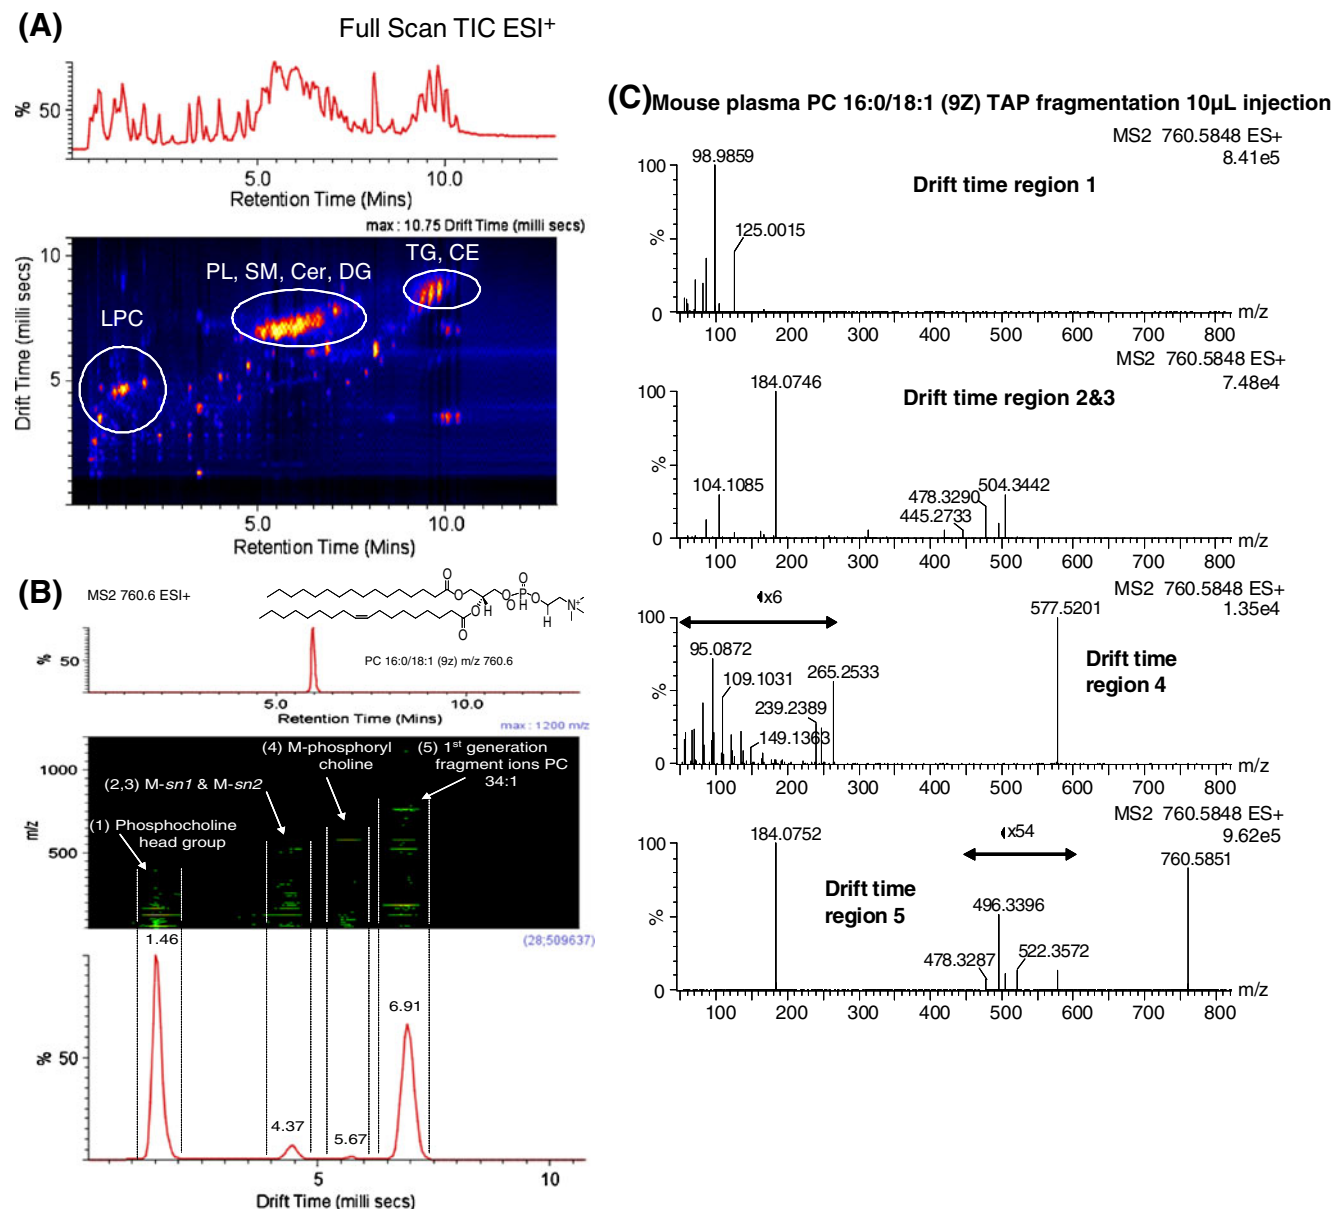 (A)
Full Scan TIC ESI+
%
50
5.0
10.0
Retention Time (Mins)
max : 10.75 Drift Time (milli secs)
Drift Time (milli secs)
10
5
LPC
PL, SM, Cer, DG
TG, CE
5.0
10.0
Retention Time (Mins)
(B)
MS2 760.6 ESI+
O
O
O
O
O
P
O
O
H
H
H
N+
PC 16:0/18:1 (9z) m/z 760.6
%
50
5.0
10.0
Retention Time (Mins)
max : 1200 m/z
m/z
1000
500
(1) Phosphocholine
head group
(2,3) M-sn1 & M-sn2
(4) M-phosphoryl
choline
(5) 1st generation
fragment ions PC
34:1
(28;509637)
%
50
1.46
4.37
5.67
6.91
5
10
Drift Time (milli secs)
(C) Mouse plasma PC 16:0/18:1 (9Z) TAP fragmentation 10µL injection
MS2 760.5848 ES+
8.41e5
Drift time region 1
100
%
0
98.9859
125.0015
100 200 300 400 500 600 700 800 m/z
MS2 760.5848 ES+
7.48e4
Drift time region 2&3
100
%
0
104.1085
184.0746
445.2733
478.3290
504.3442
100 200 300 400 500 600 700 800 m/z
MS2 760.5848 ES+
1.35e4
x6
Drift time
region 4
100
%
0
95.0872
109.1031
149.1363
239.2389
265.2533
577.5201
100 200 300 400 500 600 700 800 m/z
MS2 760.5848 ES+
9.62e5
x54
Drift time
region 5
100
%
0
184.0752
478.3287
496.3396
522.3572
760.5851
100 200 300 400 500 600 700 800 m/z